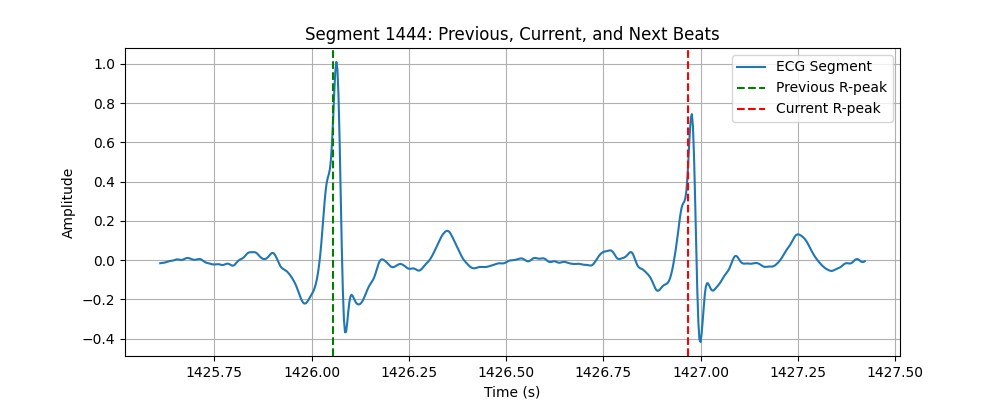 Segment 1444: Previous, Current, and Next Beats
1.0
0.8
0.6
0.4
0.2
0.0
−0.2
−0.4
Amplitude
ECG Segment
Previous R-peak
Current R-peak
1425.75 1426.00 1426.25 1426.50 1426.75 1427.00 1427.25 1427.50
Time (s)